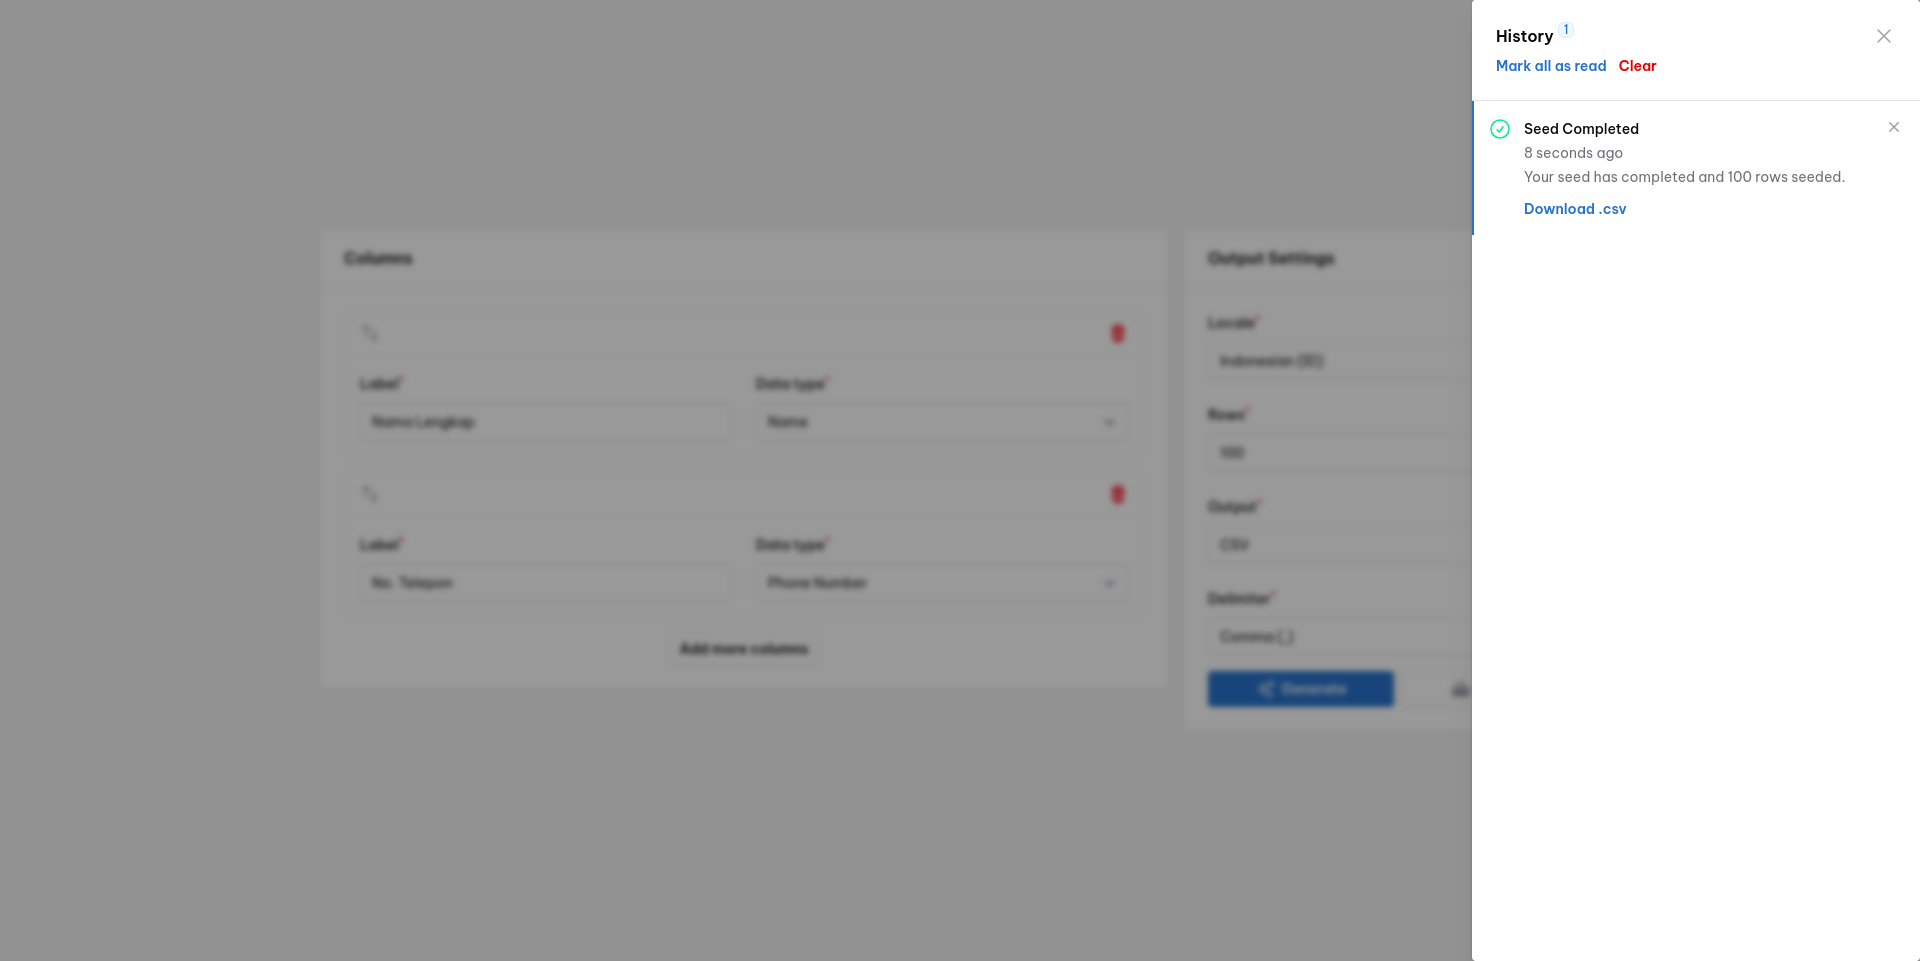 History 1
Mark all as read Clear
Seed Completed
8 seconds ago
Your seed has completed and 100 rows seeded.
Download .csv
Columns
Label* Data type*
Nama Lengkap Name
Label* Data type*
No. Telepon Phone Number
Add more columns
Output Settings
Locale*
Indonesian (ID)
Rows*
100
Output*
CSV
Delimiter*
Comma (,)
Generate